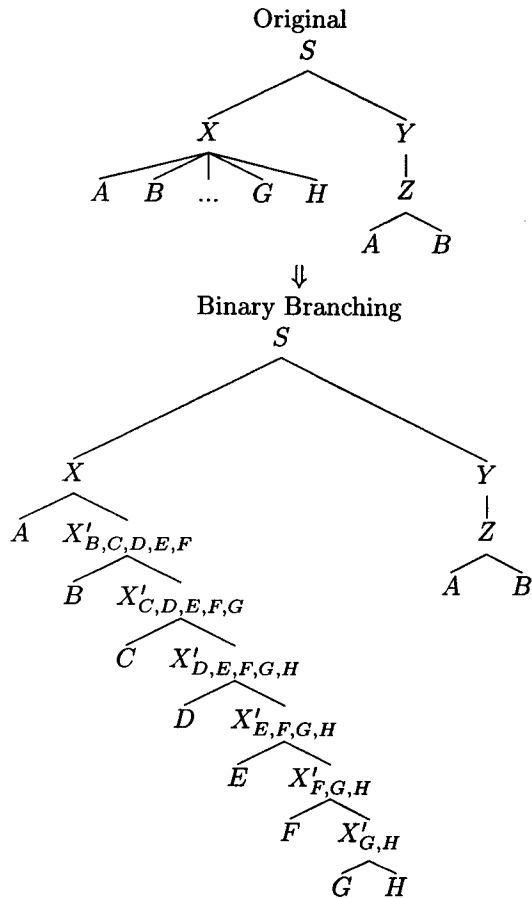 Original
S
X Y
A B ... G H Z
A B
⇓
Binary Branching
S
X Y
A X′_{B,C,D,E,F} Z
B X′_{C,D,E,F,G} A B
C X′_{D,E,F,G,H}
D X′_{E,F,G,H}
E X′_{F,G,H}
F X′_{G,H}
G H